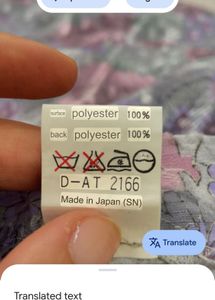 surface polyester 100%
back polyester 100%
D-AT 2166
Made in Japan (SN)
Translate
Translated text